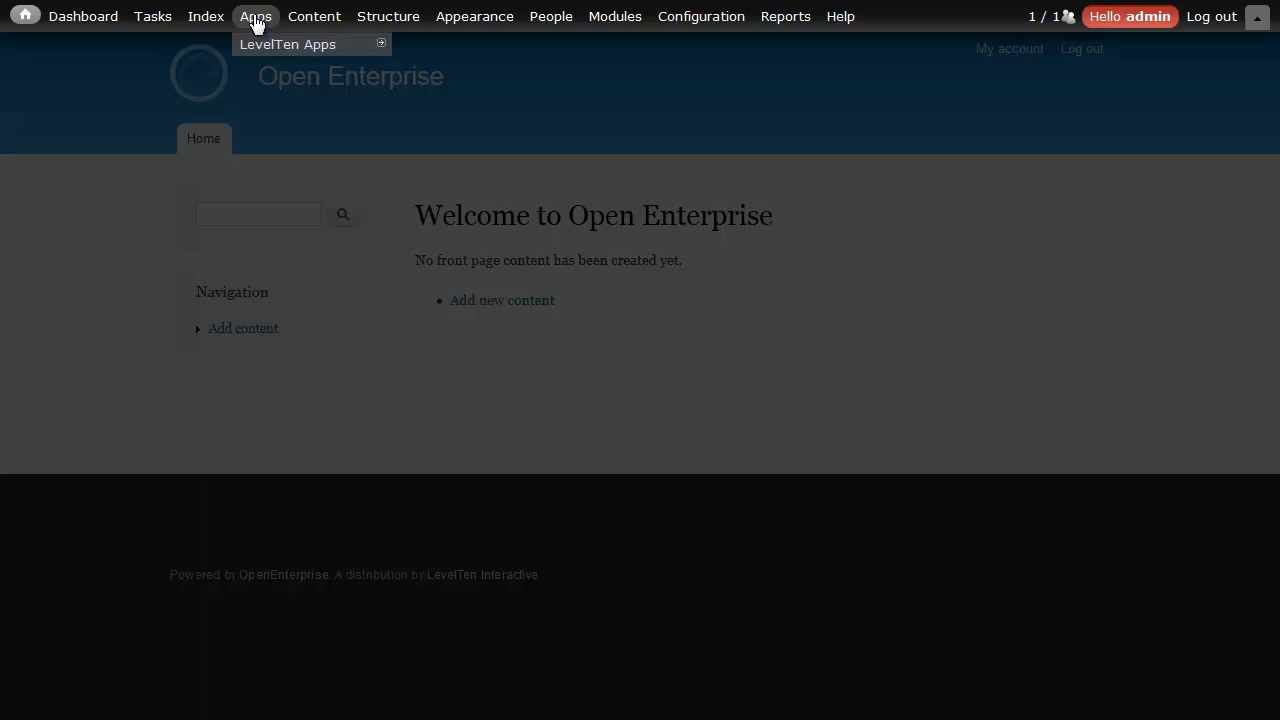 Dashboard Tasks Index Apps Content Structure Appearance People Modules Configuration Reports Help 1 / 1 Hello admin Log out
LevelTen Apps
My account Log out
Open Enterprise
Home
Welcome to Open Enterprise
No front page content has been created yet.
Navigation
Add new content
Add content
Powered by OpenEnterprise. A distribution by LevelTen Interactive